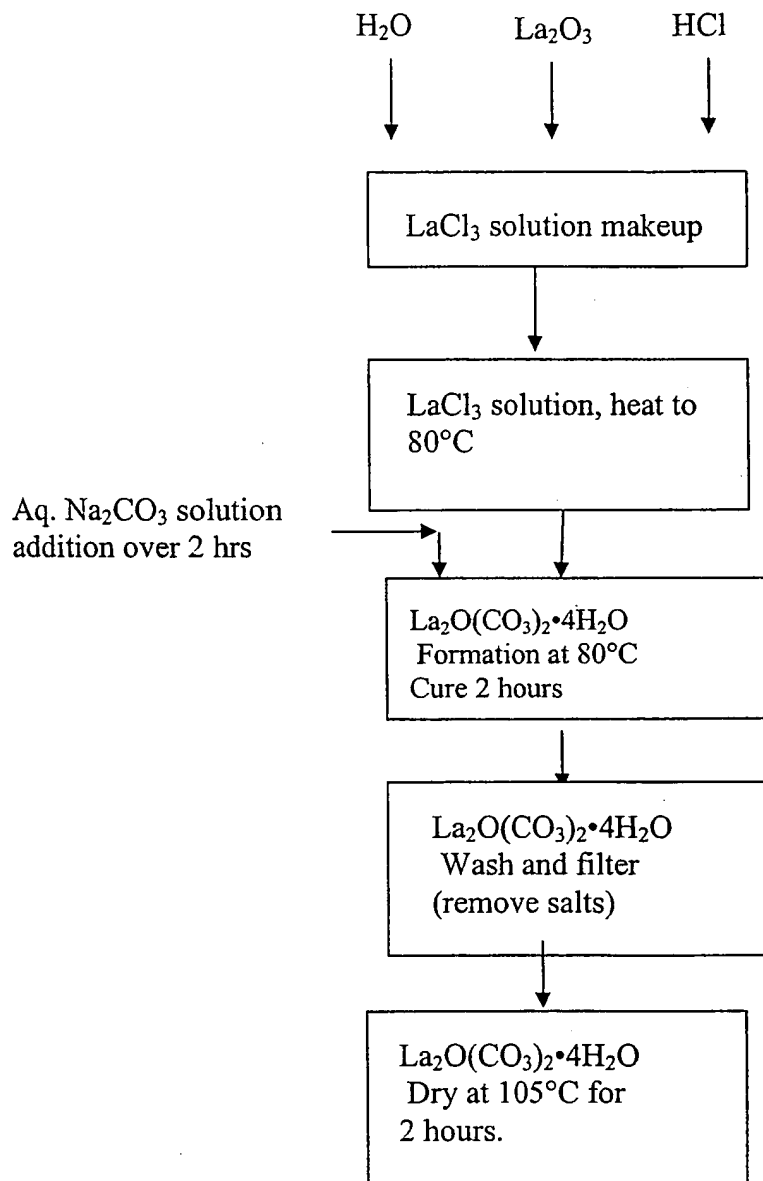 H₂O La₂O₃ HCl
LaCl₃ solution makeup
LaCl₃ solution, heat to
80°C
Aq. Na₂CO₃ solution
addition over 2 hrs
La₂O(CO₃)₂•4H₂O
Formation at 80°C
Cure 2 hours
La₂O(CO₃)₂•4H₂O
Wash and filter
(remove salts)
La₂O(CO₃)₂•4H₂O
Dry at 105°C for
2 hours.